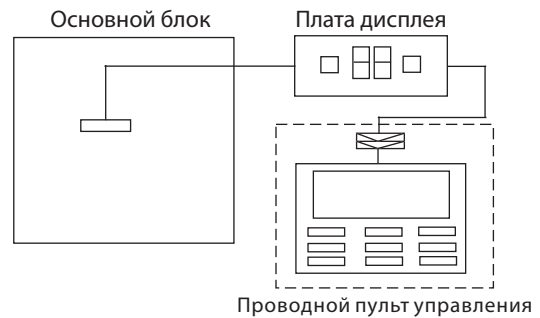 Основной блок
Плата дисплея
Проводной пульт управления